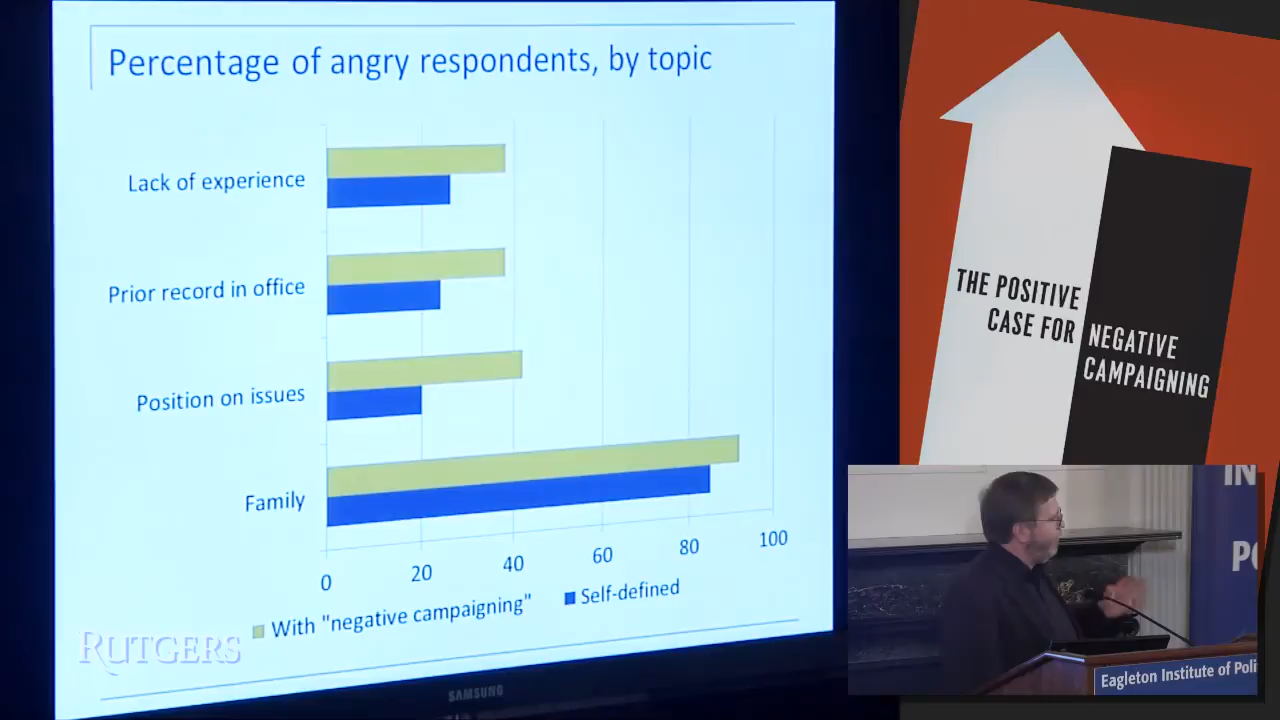 Percentage of angry respondents, by topic
Lack of experience
Prior record in office
Position on issues
Family
0 20 40 60 80 100
With "negative campaigning" Self-defined
RUTGERS
SAMSUNG
THE POSITIVE
CASE FOR
NEGATIVE
CAMPAIGNING
IN
PO
Eagleton Institute of Poli